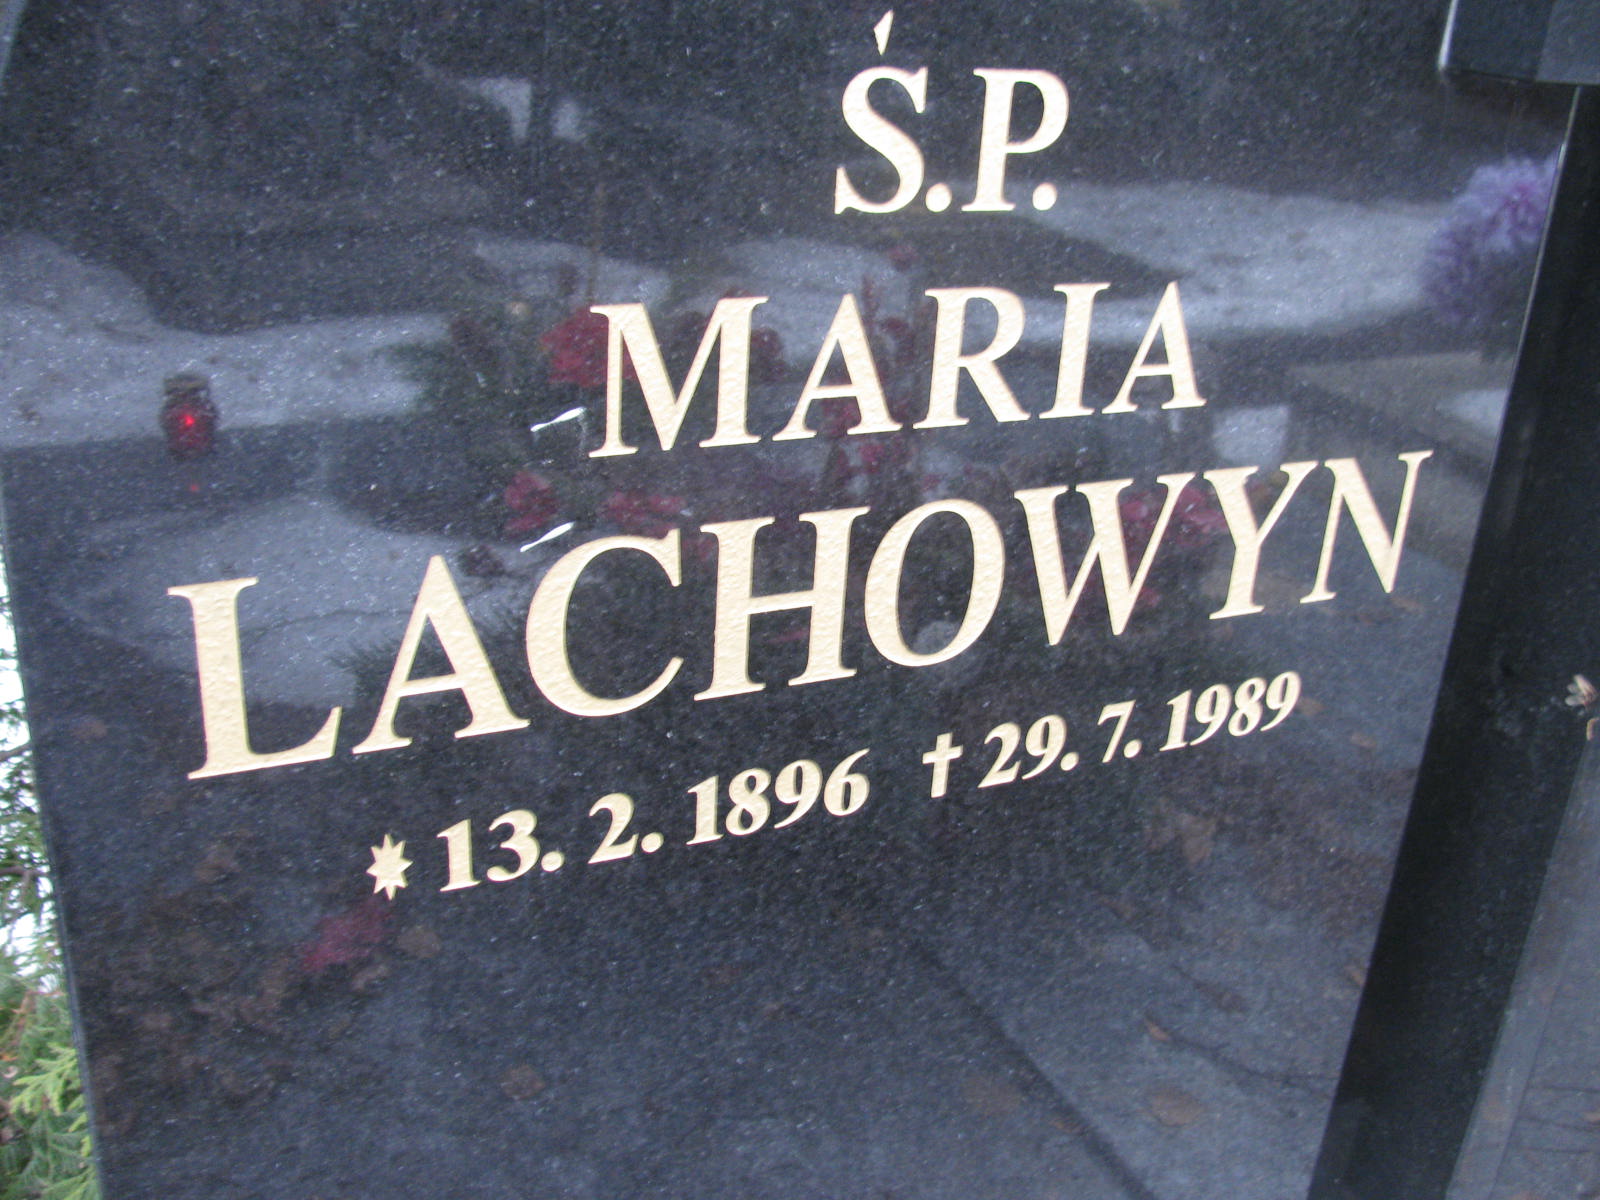 Ś.P.
MARIA
LACHOWYN
* 13. 2. 1896 † 29. 7. 1989